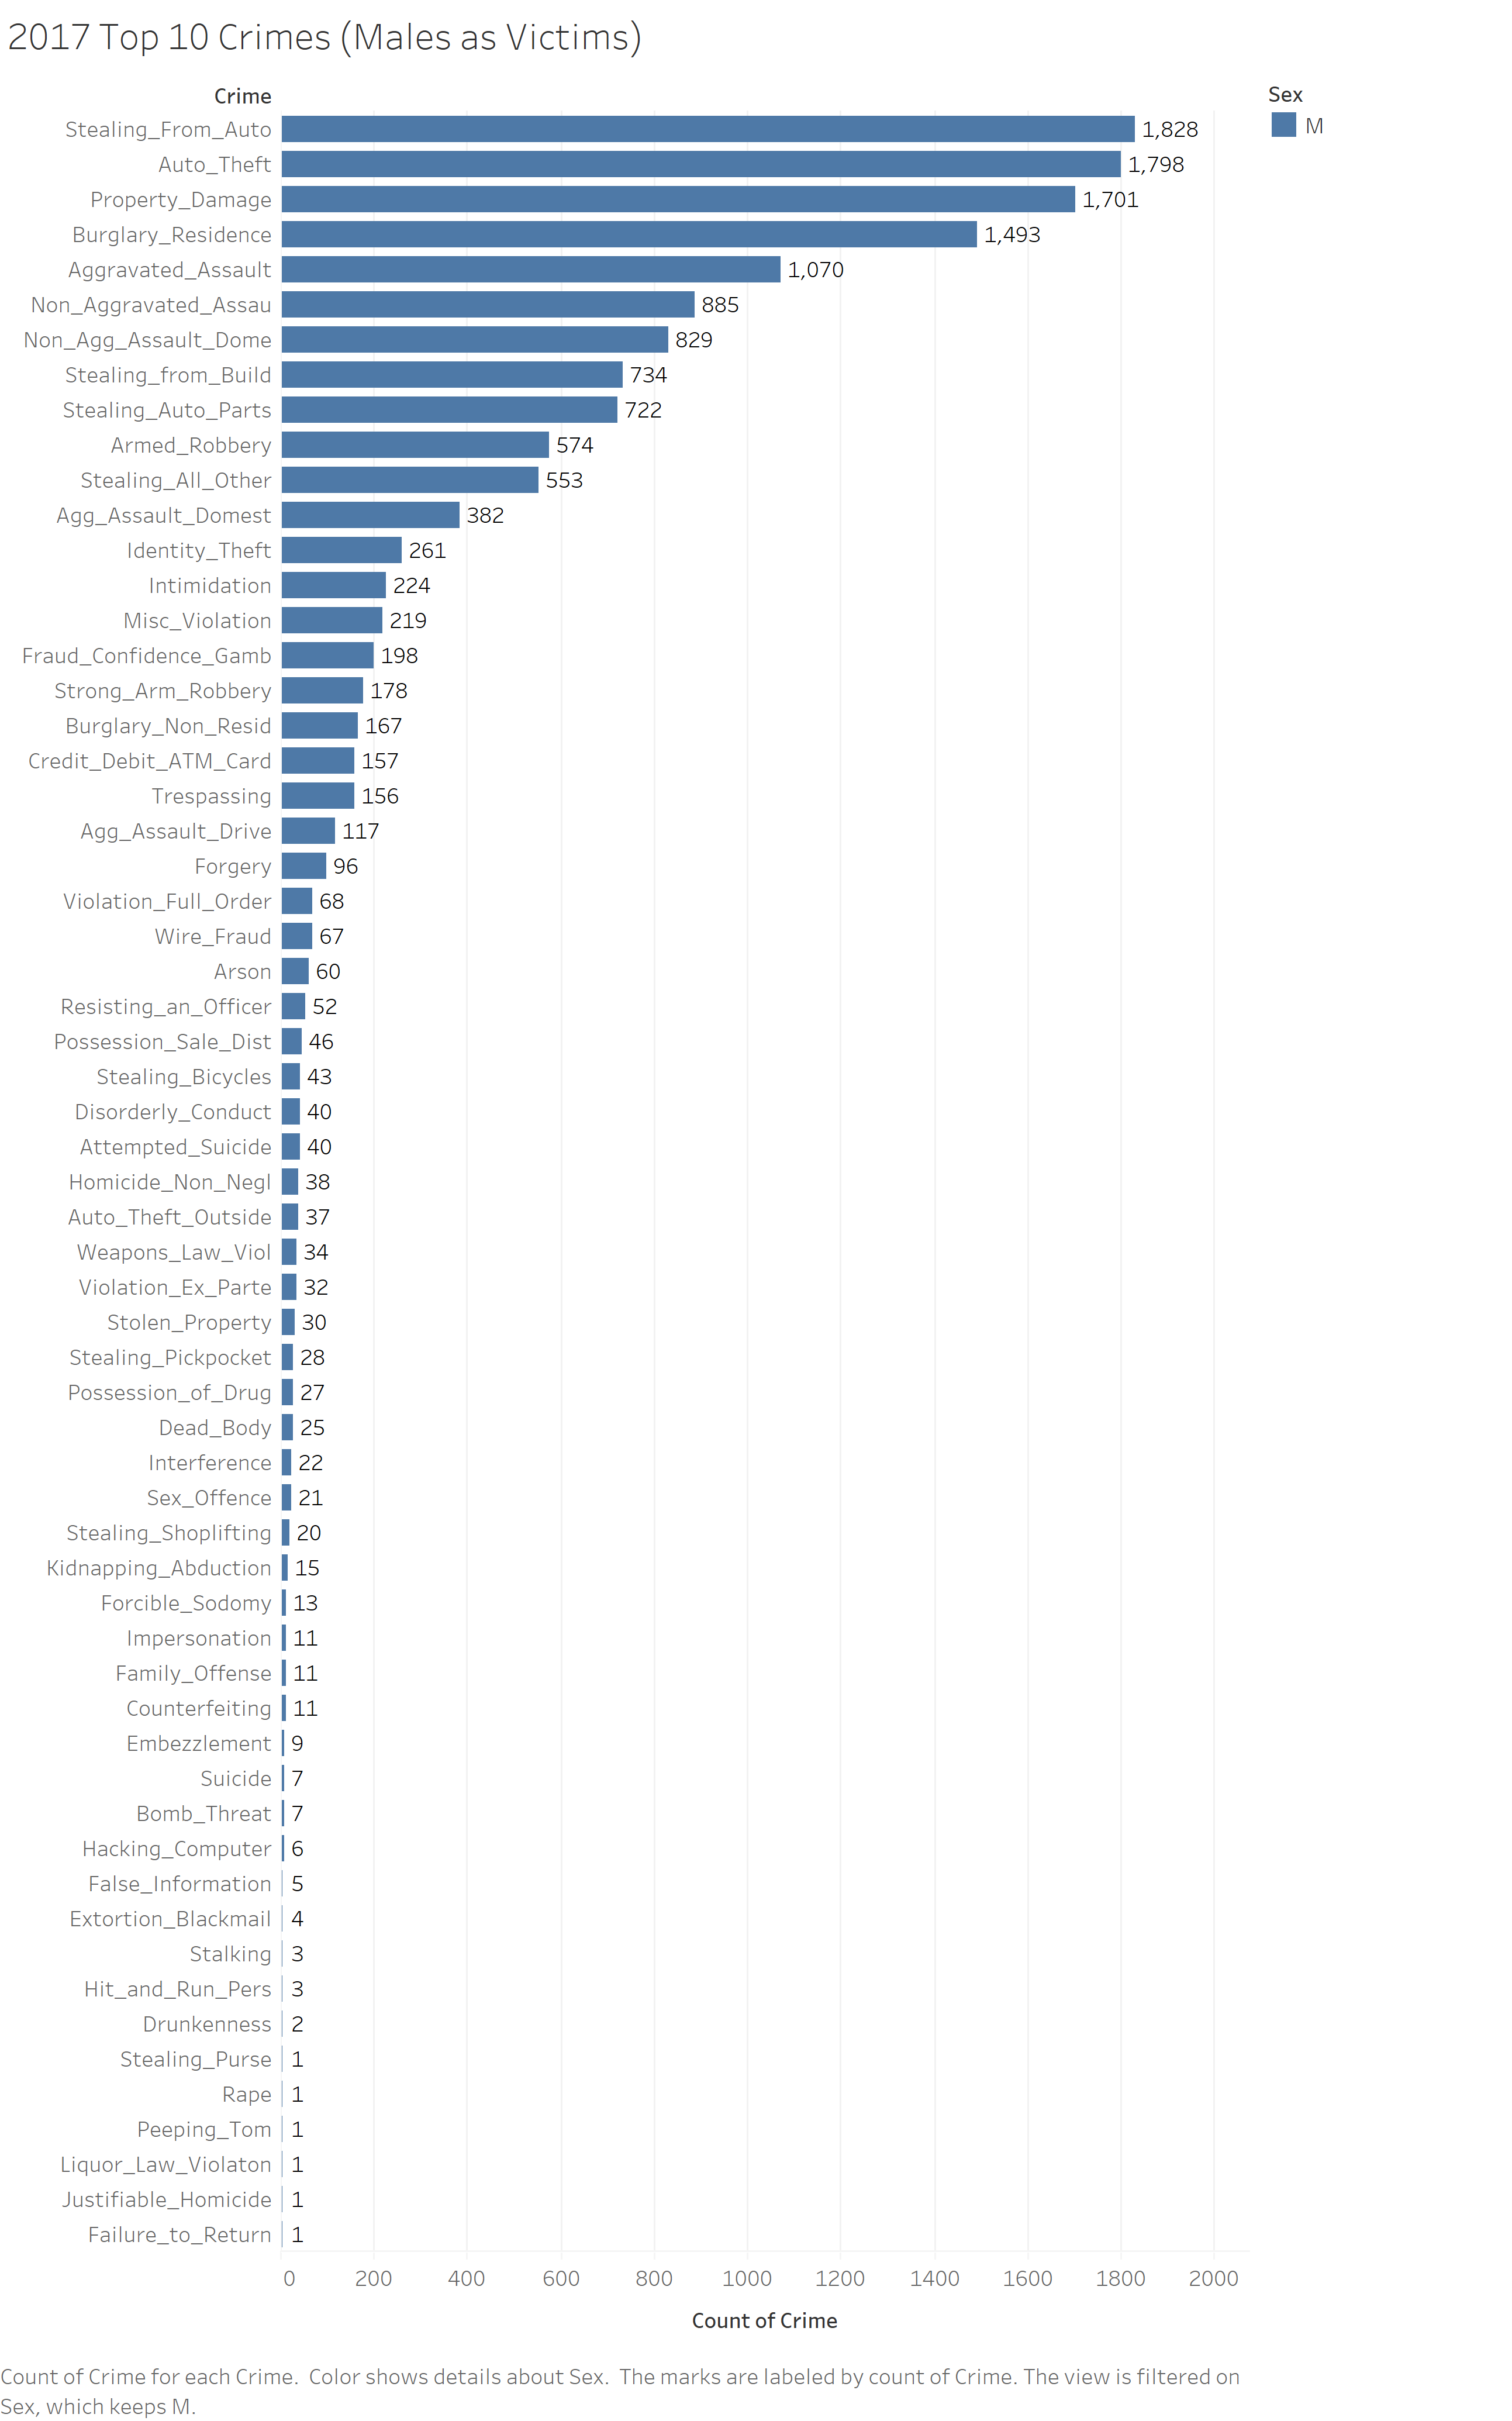 2017 Top 10 Crimes (Males as Victims)
Crime
Sex
M
Stealing_From_Auto 1,828
Auto_Theft 1,798
Property_Damage 1,701
Burglary_Residence 1,493
Aggravated_Assault 1,070
Non_Aggravated_Assau 885
Non_Agg_Assault_Dome 829
Stealing_from_Build 734
Stealing_Auto_Parts 722
Armed_Robbery 574
Stealing_All_Other 553
Agg_Assault_Domest 382
Identity_Theft 261
Intimidation 224
Misc_Violation 219
Fraud_Confidence_Gamb 198
Strong_Arm_Robbery 178
Burglary_Non_Resid 167
Credit_Debit_ATM_Card 157
Trespassing 156
Agg_Assault_Drive 117
Forgery 96
Violation_Full_Order 68
Wire_Fraud 67
Arson 60
Resisting_an_Officer 52
Possession_Sale_Dist 46
Stealing_Bicycles 43
Disorderly_Conduct 40
Attempted_Suicide 40
Homicide_Non_Negl 38
Auto_Theft_Outside 37
Weapons_Law_Viol 34
Violation_Ex_Parte 32
Stolen_Property 30
Stealing_Pickpocket 28
Possession_of_Drug 27
Dead_Body 25
Interference 22
Sex_Offence 21
Stealing_Shoplifting 20
Kidnapping_Abduction 15
Forcible_Sodomy 13
Impersonation 11
Family_Offense 11
Counterfeiting 11
Embezzlement 9
Suicide 7
Bomb_Threat 7
Hacking_Computer 6
False_Information 5
Extortion_Blackmail 4
Stalking 3
Hit_and_Run_Pers 3
Drunkenness 2
Stealing_Purse 1
Rape 1
Peeping_Tom 1
Liquor_Law_Violaton 1
Justifiable_Homicide 1
Failure_to_Return 1
0 200 400 600 800 1000 1200 1400 1600 1800 2000
Count of Crime
Count of Crime for each Crime.  Color shows details about Sex.  The marks are labeled by count of Crime. The view is filtered on
Sex, which keeps M.